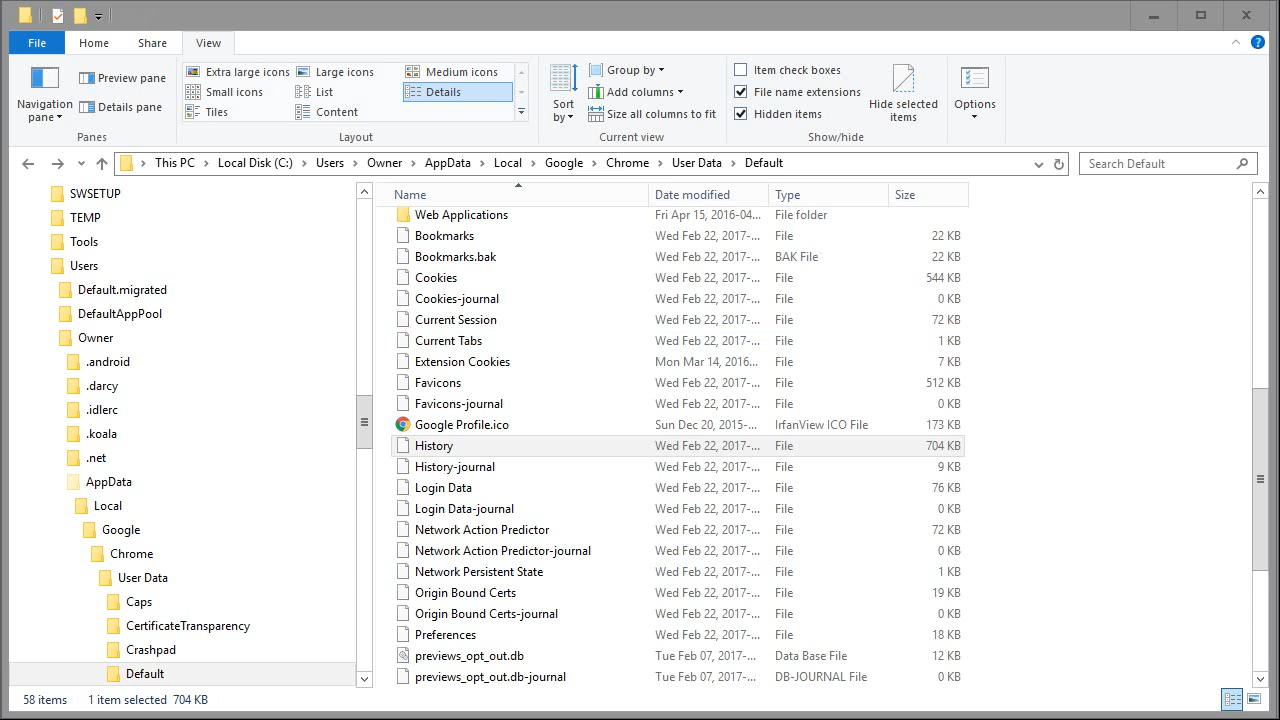 File Home Share View
Navigation pane
Preview pane
Details pane
Panes
Extra large icons Large icons Medium icons
Small icons List Details
Tiles Content
Layout
Sort by
Group by
Add columns
Size all columns to fit
Current view
Item check boxes
File name extensions
Hidden items
Hide selected items
Show/hide
Options
This PC Local Disk (C:) Users Owner AppData Local Google Chrome User Data Default
Search Default
SWSETUP
TEMP
Tools
Users
Default.migrated
DefaultAppPool
Owner
.android
.darcy
.idlerc
.koala
.net
AppData
Local
Google
Chrome
User Data
Caps
CertificateTransparency
Crashpad
Default
Name Date modified Type Size
Web Applications Fri Apr 15, 2016-04... File folder
Bookmarks Wed Feb 22, 2017-... File 22 KB
Bookmarks.bak Wed Feb 22, 2017-... BAK File 22 KB
Cookies Wed Feb 22, 2017-... File 544 KB
Cookies-journal Wed Feb 22, 2017-... File 0 KB
Current Session Wed Feb 22, 2017-... File 72 KB
Current Tabs Wed Feb 22, 2017-... File 1 KB
Extension Cookies Mon Mar 14, 2016... File 7 KB
Favicons Wed Feb 22, 2017-... File 512 KB
Favicons-journal Wed Feb 22, 2017-... File 0 KB
Google Profile.ico Sun Dec 20, 2015-... IrfanView ICO File 173 KB
History Wed Feb 22, 2017-... File 704 KB
History-journal Wed Feb 22, 2017-... File 9 KB
Login Data Wed Feb 22, 2017-... File 76 KB
Login Data-journal Wed Feb 22, 2017-... File 0 KB
Network Action Predictor Wed Feb 22, 2017-... File 72 KB
Network Action Predictor-journal Wed Feb 22, 2017-... File 0 KB
Network Persistent State Wed Feb 22, 2017-... File 1 KB
Origin Bound Certs Wed Feb 22, 2017-... File 19 KB
Origin Bound Certs-journal Wed Feb 22, 2017-... File 0 KB
Preferences Wed Feb 22, 2017-... File 18 KB
previews_opt_out.db Tue Feb 07, 2017-... Data Base File 12 KB
previews_opt_out.db-journal Tue Feb 07, 2017-... DB-JOURNAL File 0 KB
58 items 1 item selected 704 KB